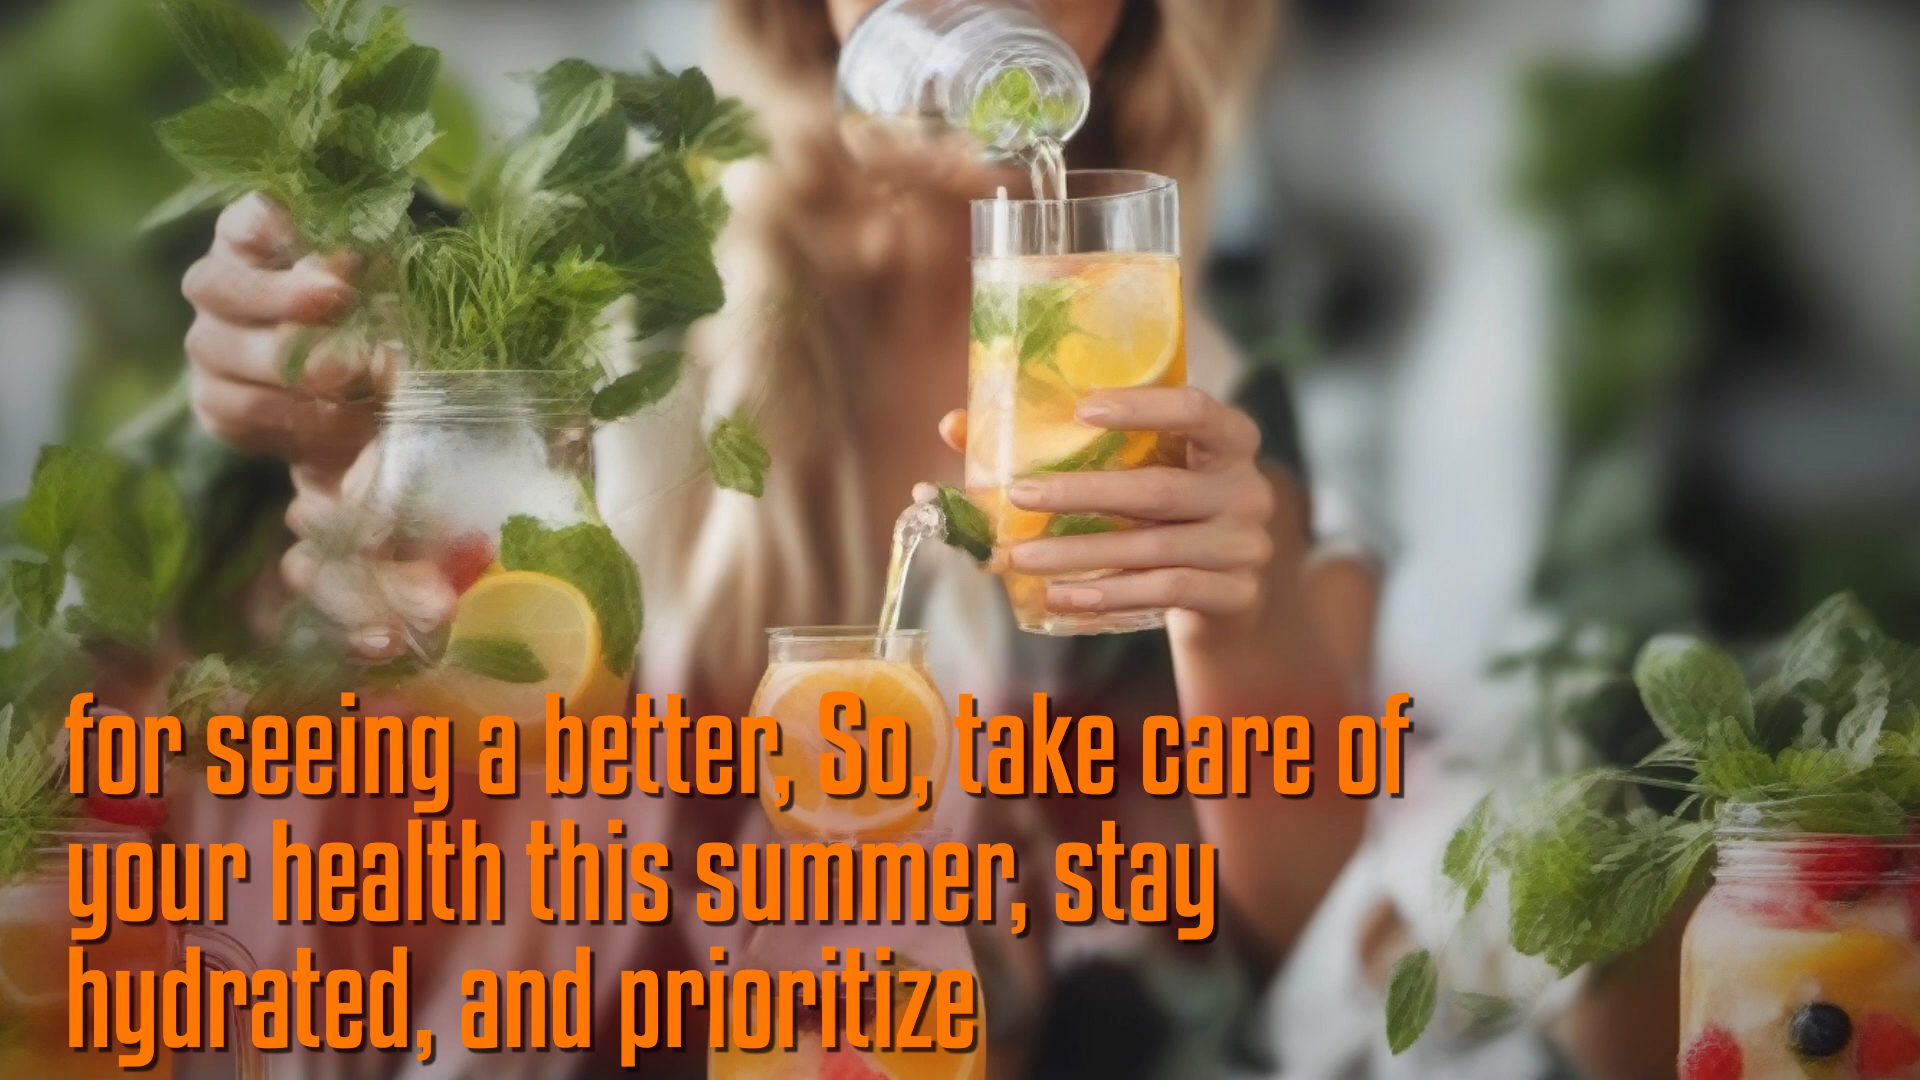 for seeing a better, So, take care of
your health this summer, stay
hydrated, and prioritize